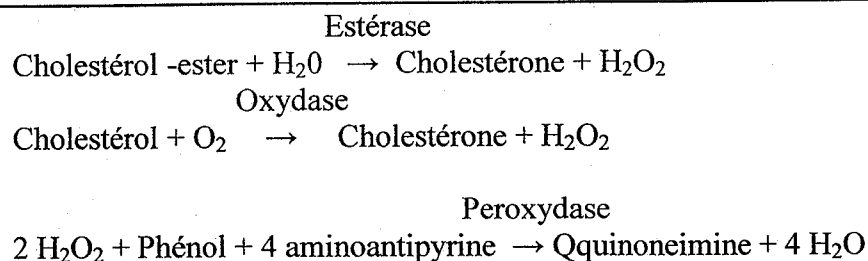 Estérase
Cholestérol -ester + H₂0 → Cholestérone + H₂O₂
Oxydase
Cholestérol + O₂ → Cholestérone + H₂O₂
Peroxydase
2 H₂O₂ + Phénol + 4 aminoantipyrine → Qquinoneimine + 4 H₂O